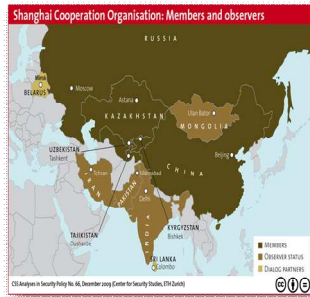 Shanghai Cooperation Organisation: Members and observers
RUSSIA
Minsk
BELARUS
Moscow
Astana
KAZAKHSTAN
Ulan Bator
MONGOLIA
UZBEKISTAN
Tashkent
Beijing
CHINA
Tehran
IRAN
Islamabad
PAKISTAN
Delhi
INDIA
KYRGYZSTAN
Bishkek
TAJIKISTAN
Dushanbe
SRI LANKA
Colombo
MEMBERS
OBSERVER STATUS
DIALOG PARTNERS
CSS Analyses in Security Policy No. 66, December 2009 (Center for Security Studies, ETH Zurich)